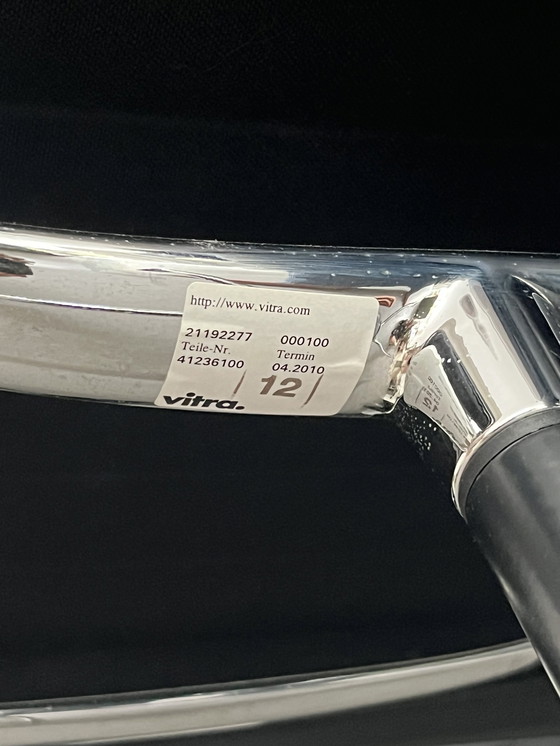 http://www.vitra.com
21192277 000100
Teile-Nr. Termin
41236100 04.2010
vitra. 12